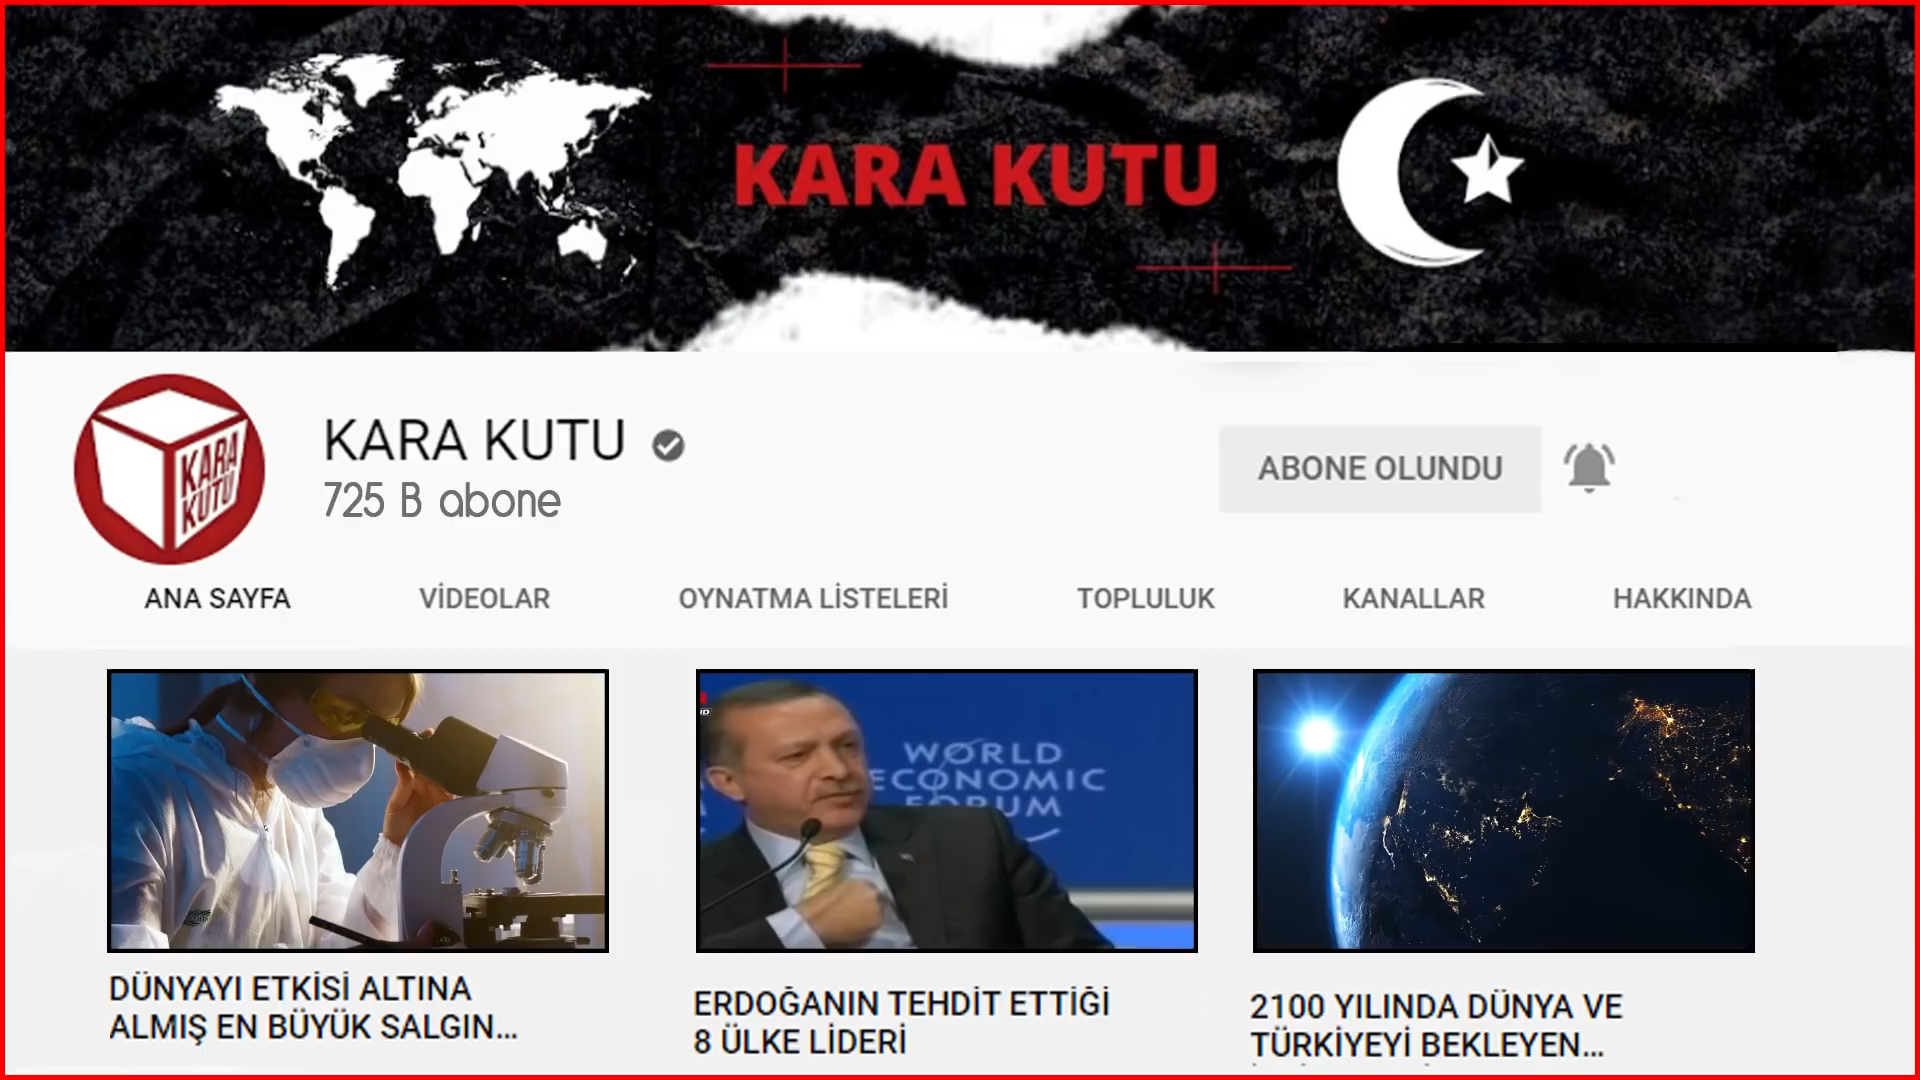 KARA KUTU
KARA
KUTU
KARA KUTU
725 B abone
ABONE OLUNDU
ANA SAYFA
VİDEOLAR
OYNATMA LİSTELERİ
TOPLULUK
KANALLAR
HAKKINDA
WORLD
ECONOMIC
FORUM
DÜNYAYI ETKİSİ ALTINA
ALMIŞ EN BÜYÜK SALGIN...
ERDOĞANIN TEHDİT ETTİĞİ
8 ÜLKE LİDERİ
2100 YILINDA DÜNYA VE
TÜRKİYEYİ BEKLEYEN...